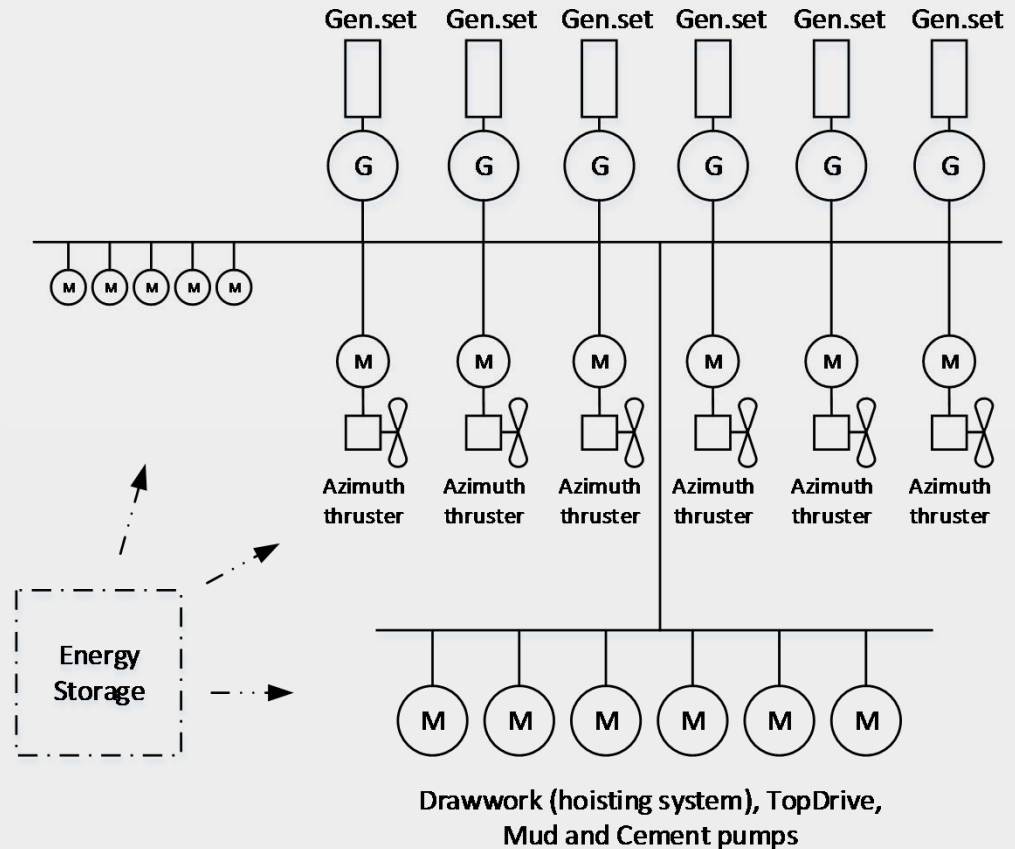 Gen.set Gen.set Gen.set Gen.set Gen.set Gen.set
G G G G G G
M M M M M
M M M M M M
Azimuth thruster
Azimuth thruster
Azimuth thruster
Azimuth thruster
Azimuth thruster
Azimuth thruster
Energy
Storage
M M M M M M
Drawwork (hoisting system), TopDrive,
Mud and Cement pumps